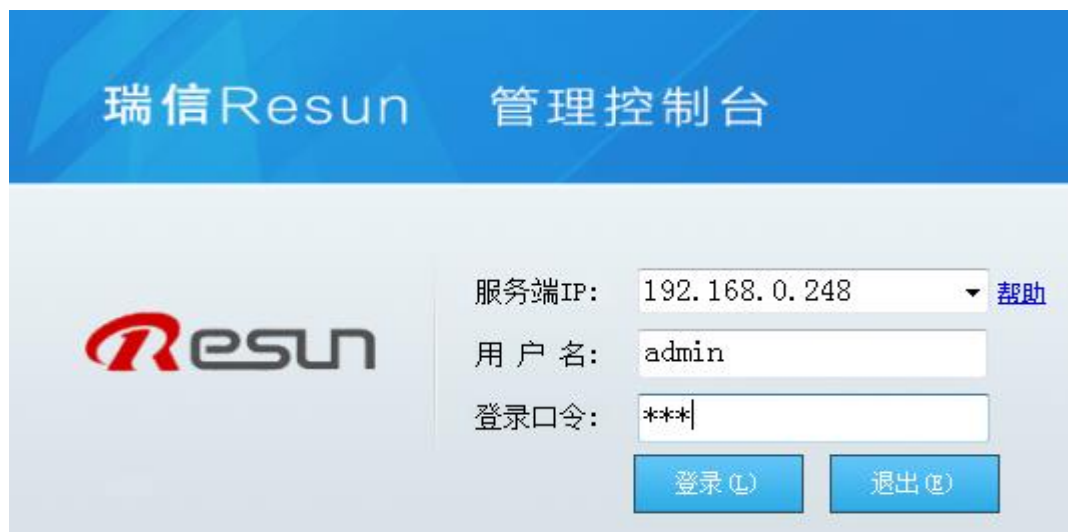 瑞信Resun 管理控制台
Resun
服务端IP: 192.168.0.248 帮助
用 户 名: admin
登录口令: ***
登录(L) 退出(E)